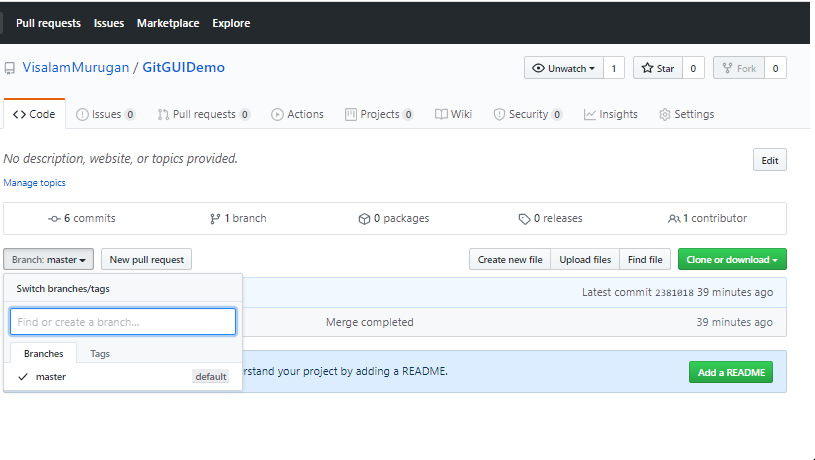 Pull requests Issues Marketplace Explore
VisalamMurugan / GitGUIDemo
Unwatch 1 Star 0 Fork 0
Code Issues 0 Pull requests 0 Actions Projects 0 Wiki Security 0 Insights Settings
No description, website, or topics provided.
Edit
Manage topics
6 commits 1 branch 0 packages 0 releases 1 contributor
Branch: master New pull request Create new file Upload files Find file Clone or download
Switch branches/tags
Latest commit 2381018 39 minutes ago
Find or create a branch...
Merge completed 39 minutes ago
Branches Tags
rstand your project by adding a README. Add a README
master default